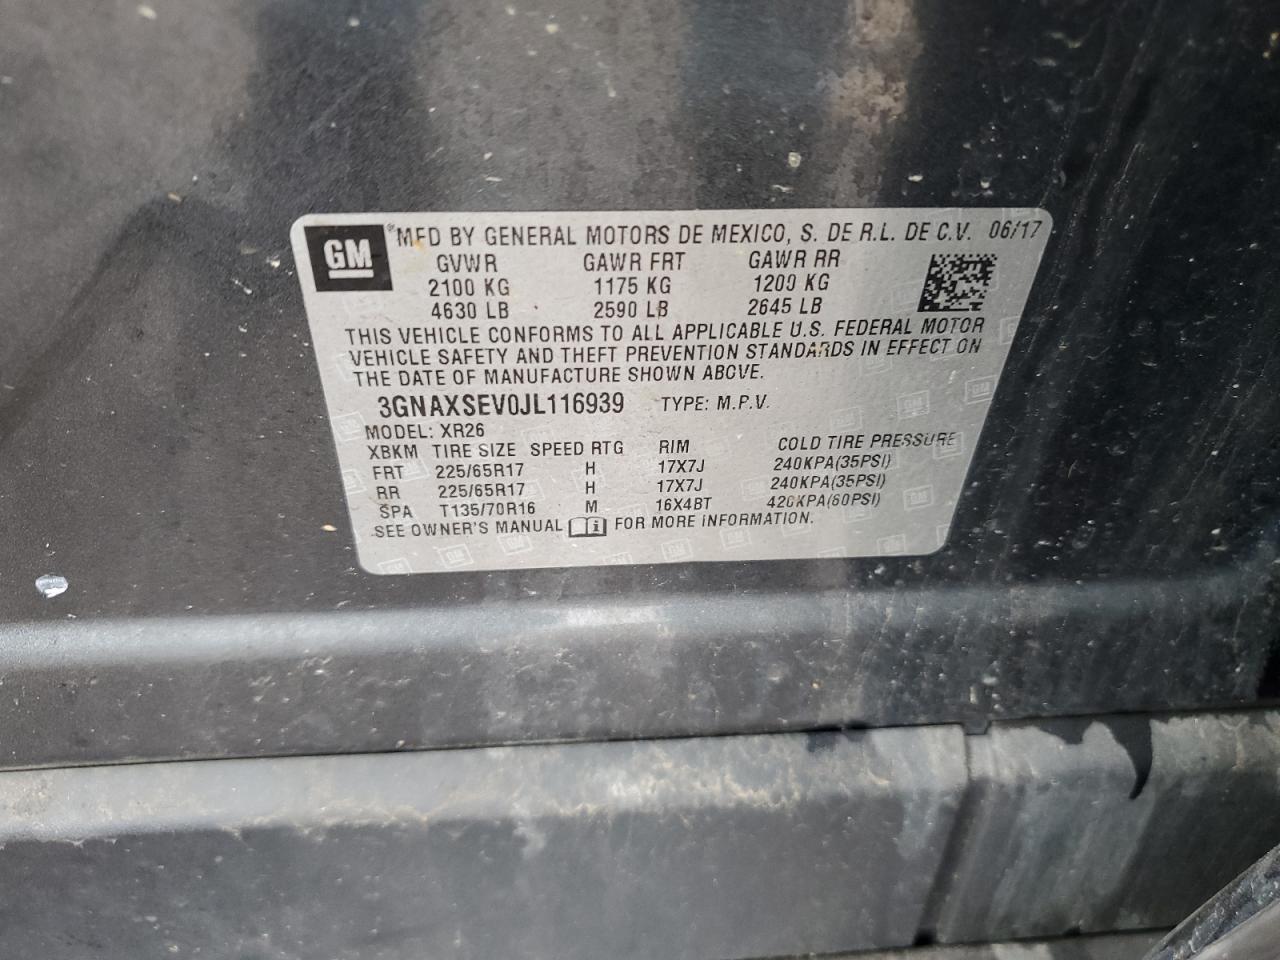 GM
®MFD BY GENERAL MOTORS DE MEXICO, S. DE R.L. DE C.V. 06/17
GVWR GAWR FRT GAWR RR
2100 KG 1175 KG 1200 KG
4630 LB 2590 LB 2645 LB
THIS VEHICLE CONFORMS TO ALL APPLICABLE U.S. FEDERAL MOTOR
VEHICLE SAFETY AND THEFT PREVENTION STANDARDS IN EFFECT ON
THE DATE OF MANUFACTURE SHOWN ABOVE.
3GNAXSEV0JL116939 TYPE: M.P.V.
MODEL: XR26
XBKM TIRE SIZE SPEED RTG RIM COLD TIRE PRESSURE
FRT 225/65R17 H 17X7J 240KPA(35PSI)
RR 225/65R17 H 17X7J 240KPA(35PSI)
SPA T135/70R16 M 16X4BT 420KPA(60PSI)
SEE OWNER'S MANUAL FOR MORE INFORMATION.